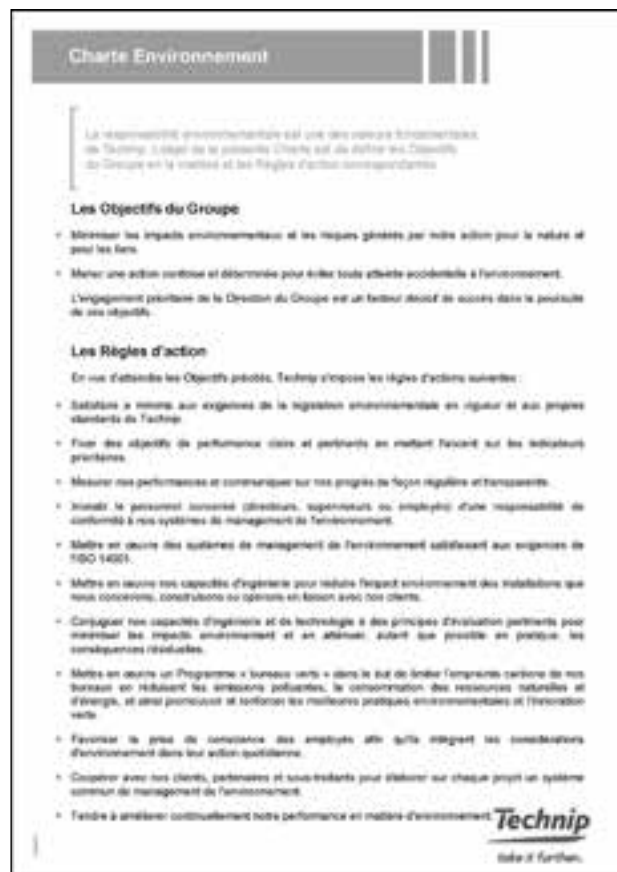 Charte Environnement
La responsabilité environnementale est une des valeurs fondamentales
de Technip. L'objet de la présente Charte est de définir les Objectifs
du Groupe en la matière et les Règles d'action correspondantes.
Les Objectifs du Groupe
• Minimiser les impacts environnementaux et les risques générés par notre action pour la nature et
pour les tiers.
• Mener une action continue et déterminée pour éviter toute atteinte accidentelle à l'environnement.
L'engagement prioritaire de la Direction du Groupe est un facteur décisif de succès dans la poursuite
de ces objectifs.
Les Règles d'action
En vue d'atteindre les Objectifs précités, Technip s'impose les règles d'actions suivantes :
• Satisfaire a minima aux exigences de la législation environnementale en vigueur et aux propres
standards de Technip.
• Fixer des objectifs de performance clairs et pertinents en mettant l'accent sur les indicateurs
prioritaires.
• Mesurer nos performances et communiquer sur nos progrès de façon régulière et transparente.
• Investir le personnel concerné (directeurs, superviseurs ou employés) d'une responsabilité de
conformité à nos systèmes de management de l'environnement.
• Mettre en œuvre des systèmes de management de l'environnement satisfaisant aux exigences de
l'ISO 14001.
• Mettre en œuvre nos capacités d'ingénierie pour réduire l'impact environnement des installations que
nous concevons, construisons ou opérons en liaison avec nos clients.
• Conjuguer nos capacités d'ingénierie et de technologie à des principes d'évaluation pertinents pour
minimiser les impacts environnement et en atténuer, autant que possible en pratique, les
conséquences résiduelles.
• Mettre en œuvre un Programme « bureaux verts » dans le but de limiter l'empreinte carbone de nos
bureaux en réduisant les émissions polluantes, la consommation des ressources naturelles et
d'énergie, et ainsi promouvoir et renforcer les meilleures pratiques environnementales et l'innovation
verte.
• Favoriser la prise de conscience des employés afin qu'ils intègrent les considérations
d'environnement dans leur action quotidienne.
• Coopérer avec nos clients, partenaires et sous-traitants pour élaborer sur chaque projet un système
commun de management de l'environnement.
• Tendre à améliorer continuellement notre performance en matière d'environnement.
Technip
take it further.